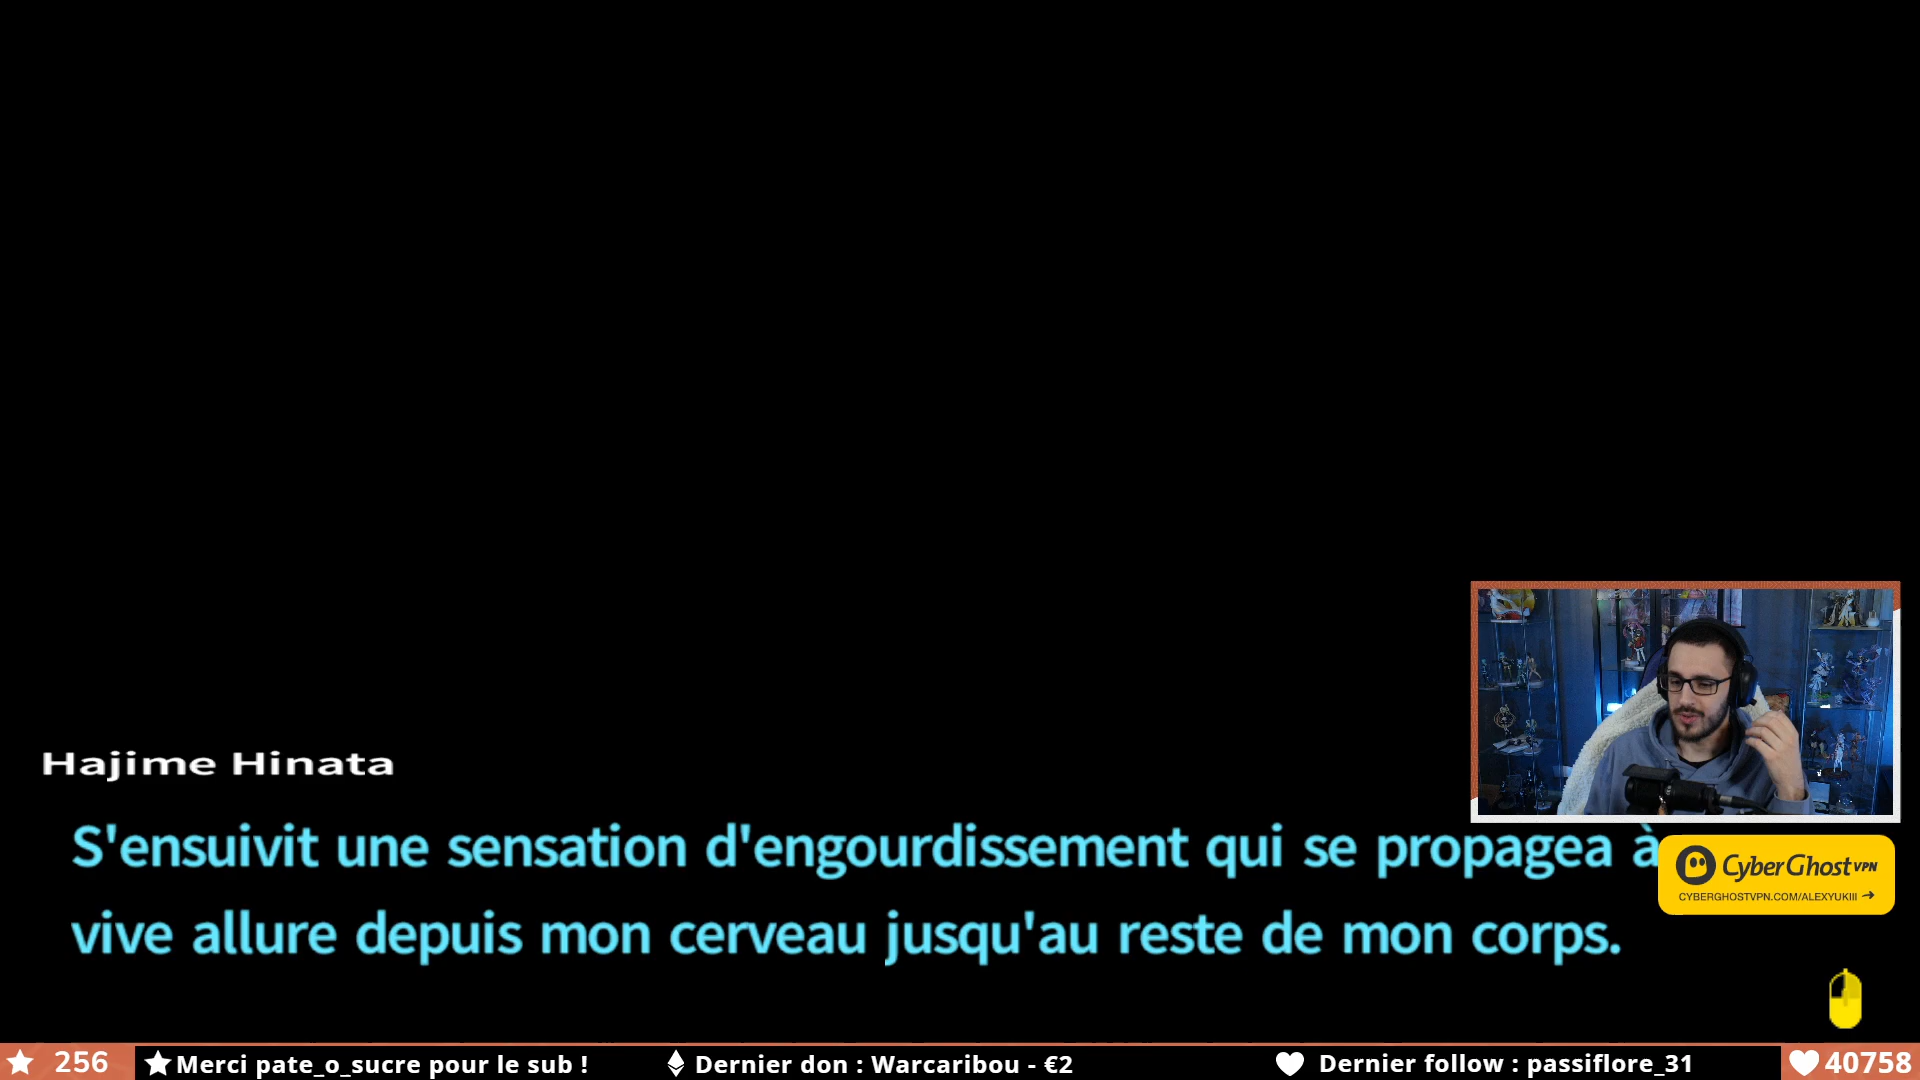 Hajime Hinata
S'ensuivit une sensation d'engourdissement qui se propagea à
vive allure depuis mon cerveau jusqu'au reste de mon corps.
CyberGhost VPN
CYBERGHOSTVPN.COM/ALEXYUKIII
256
Merci pate_o_sucre pour le sub !
Dernier don : Warcaribou - €2
Dernier follow : passiflore_31
40758